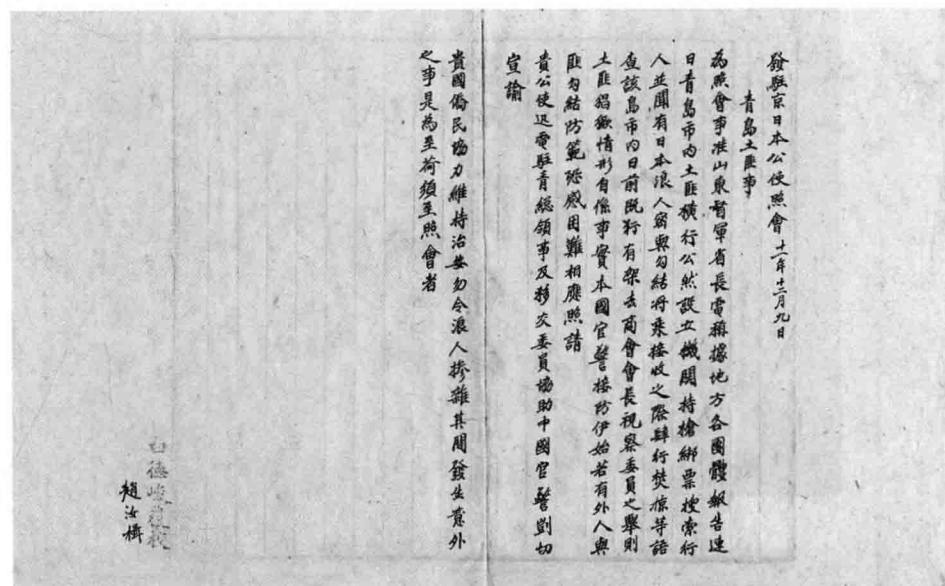 發駐京日本公使照會 十一年十二月九日
青島土匪事
為照會事准山東督軍省長電稱據地方各團體報告連
日青島市內土匪橫行公然設立機關持槍綁票搜索行
人並聞有日本浪人窩與勾結將乘接收之際肆行焚掠等語
查該島市內日前既行有架去商會會長視察委員之舉則
土匪猖獗情形自係事實本國官警接防伊始若有外人與
匪勾結防範殊感困難相應照請
貴公使迅電駐青總領事及移交委員協助中國官警剴切
宣諭
貴國僑民協力維持治安勿令浪人摻雜其間發生意外
之事是為至荷須至照會者
白德峻
趙汝楫